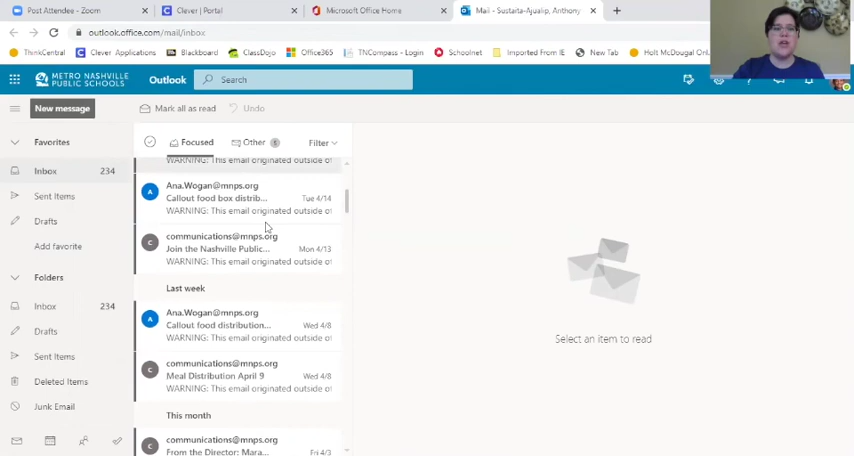 Post Attendee - Zoom
Clever | Portal
Microsoft Office Home
Mail - Sustaita-Ajualip, Anthony
outlook.office.com/mail/inbox
ThinkCentral
Clever Applications
Blackboard
ClassDojo
Office365
TNCompass - Login
Schoolnet
Imported From IE
New Tab
Holt McDougal Onl
METRO NASHVILLE
PUBLIC SCHOOLS
Outlook
Search
New message
Mark all as read
Undo
Favorites
Focused
Other 5
Filter
WARNING: This email originated outside of
Inbox 234
Ana.Wogan@mnps.org
A
Callout food box distrib... Tue 4/14
Sent Items
WARNING: This email originated outside of
Drafts
communications@mnps.org
C
Join the Nashville Public... Mon 4/13
Add favorite
WARNING: This email originated outside of
Folders
Last week
Inbox 234
Ana.Wogan@mnps.org
A
Callout food distribution... Wed 4/8
Drafts
WARNING: This email originated outside of
Sent Items
communications@mnps.org
C
Meal Distribution April 9 Wed 4/8
Deleted Items
WARNING: This email originated outside of
Junk Email
This month
communications@mnps.org
C
From the Director: Mara... Fri 4/3
Select an item to read